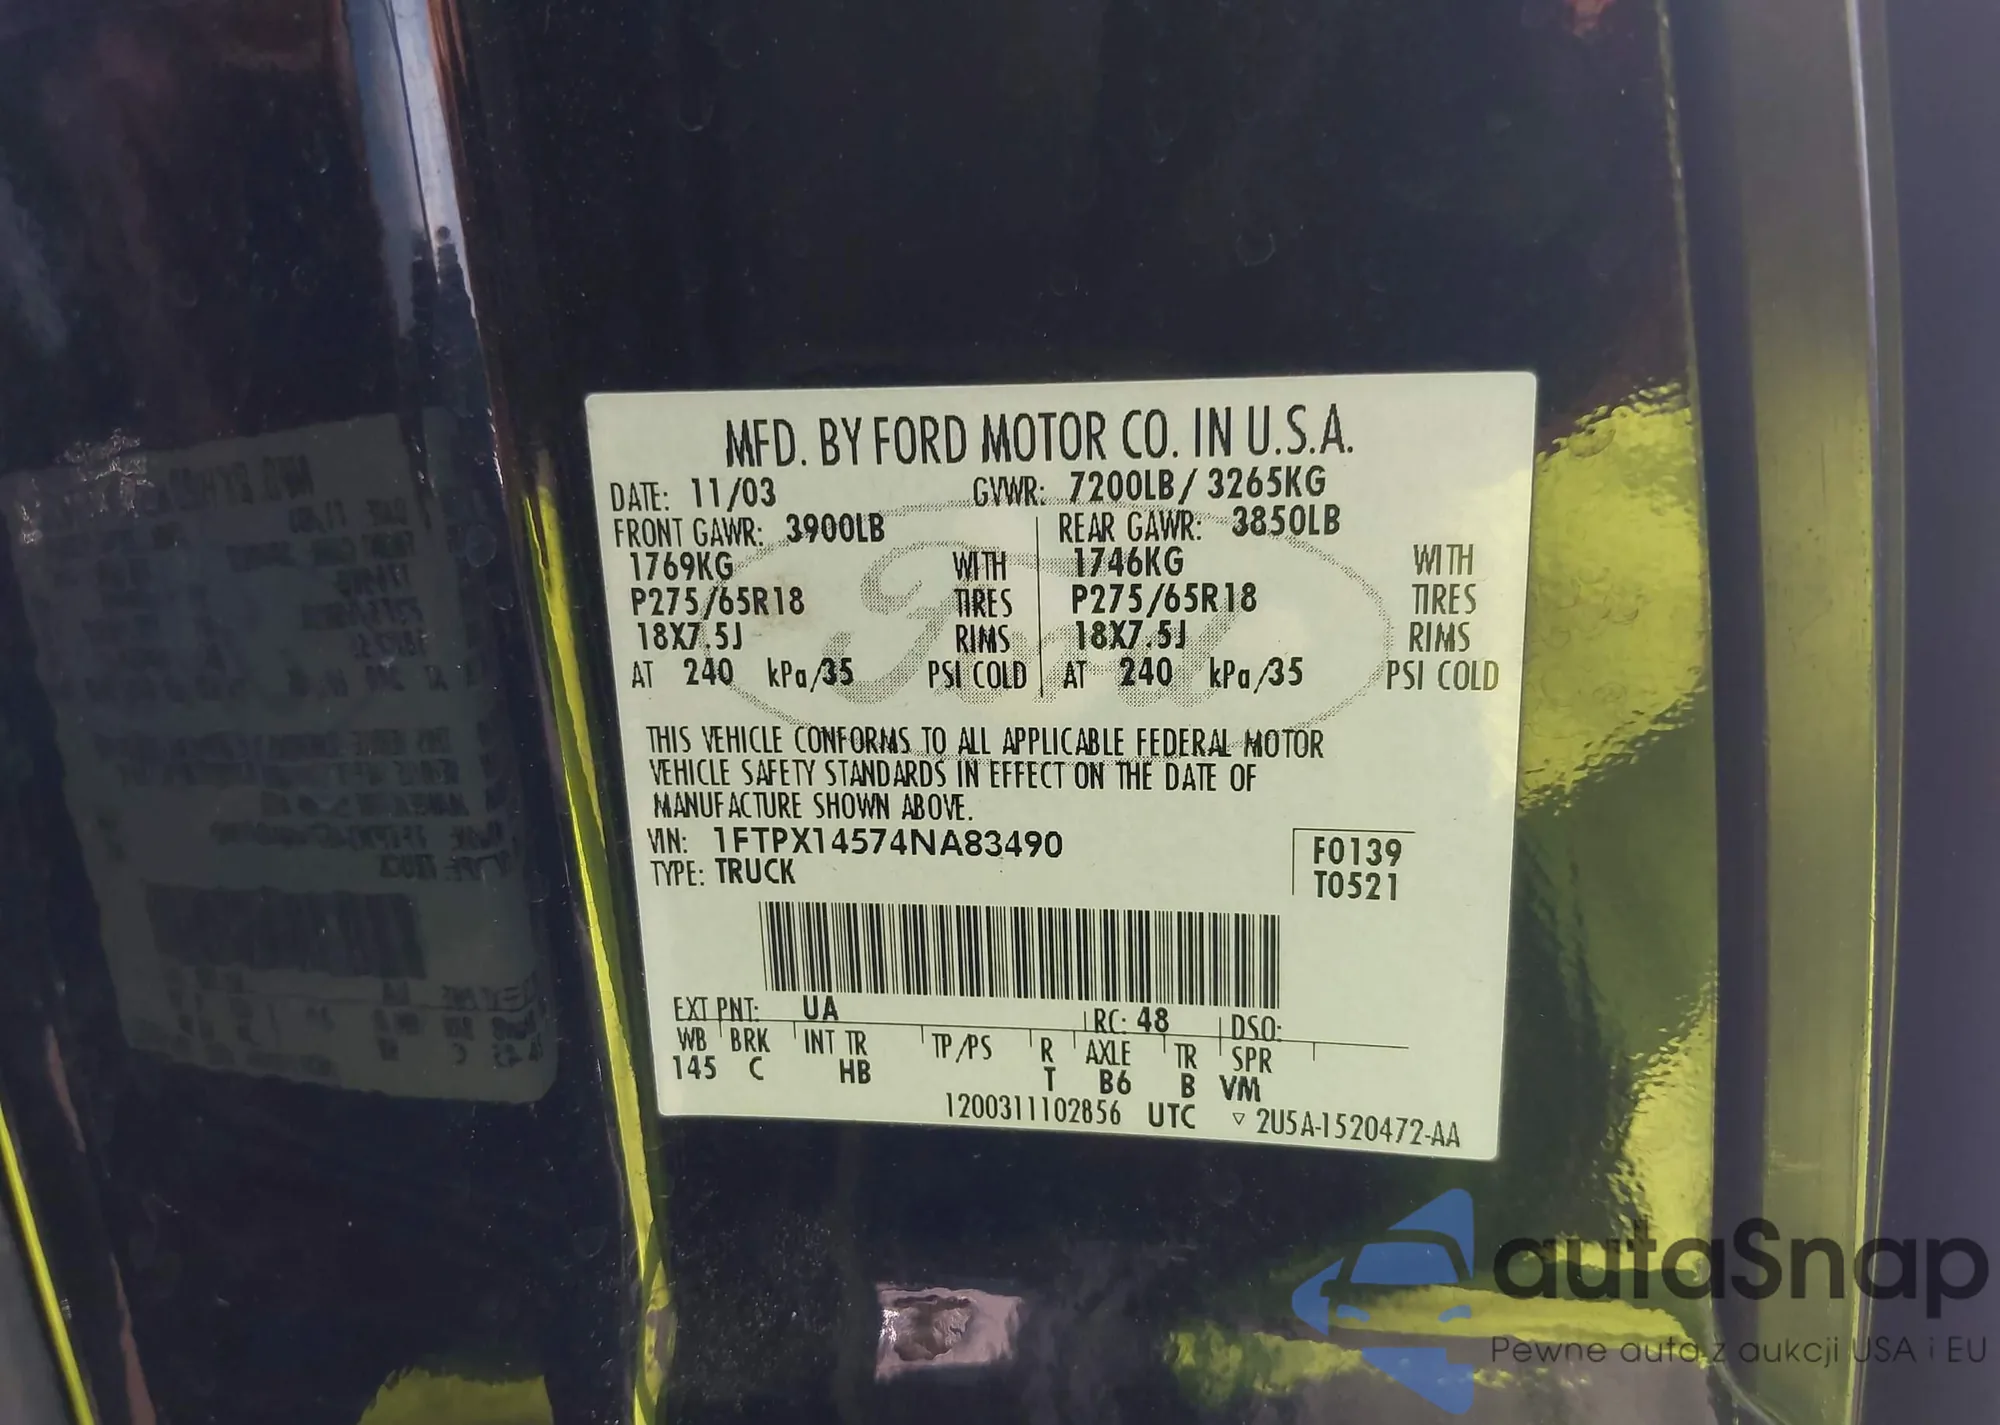 MFD. BY FORD MOTOR CO. IN U.S.A.
DATE: 11/03 GVWR: 7200LB/ 3265KG
FRONT GAWR: 3900LB REAR GAWR: 3850LB
1769KG WITH 1746KG WITH
P275/65R18 TIRES P275/65R18 TIRES
18X7.5J RIMS 18X7.5J RIMS
AT 240 kPa/35 PSI COLD AT 240 kPa/35 PSI COLD
Ford
THIS VEHICLE CONFORMS TO ALL APPLICABLE FEDERAL MOTOR
VEHICLE SAFETY STANDARDS IN EFFECT ON THE DATE OF
MANUFACTURE SHOWN ABOVE.
VIN: 1FTPX14574NA83490 F0139
TYPE: TRUCK T0521
EXT PNT: UA RC: 48 DSO:
WB BRK INT TR TP/PS R AXLE TR SPR
145 C HB T B6 B VM
1200311102856 UTC ▽ 2U5A-1520472-AA
autoSnap
Pewne auta z aukcji USA i EU